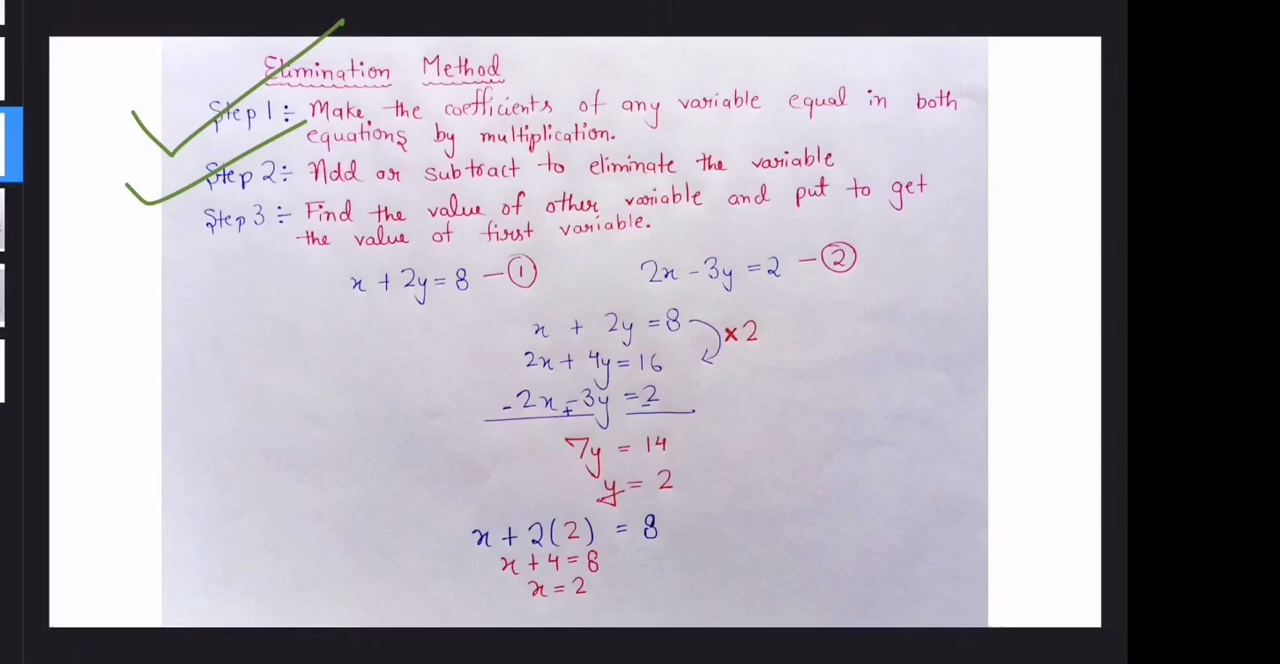 Elimination Method
Step 1 ÷ Make the coefficients of any variable equal in both
equations by multiplication.
Step 2 ÷ Add or subtract to eliminate the variable
Step 3 ÷ Find the value of other variable and put to get
the value of first variable.
x + 2y = 8 — ① 2x - 3y = 2 — ②
x + 2y = 8 ×2
2x + 4y = 16
-2x -+ 3y = -2
7y = 14
y = 2
x + 2(2) = 8
x + 4 = 8
x = 2